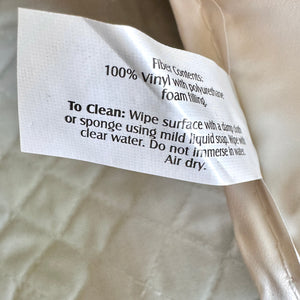 Fiber Contents:
100% Vinyl with polyurethane
foam filling.
To Clean: Wipe surface with a damp cloth
or sponge using mild liquid soap. Wipe with
clear water. Do not immerse in water.
Air dry.